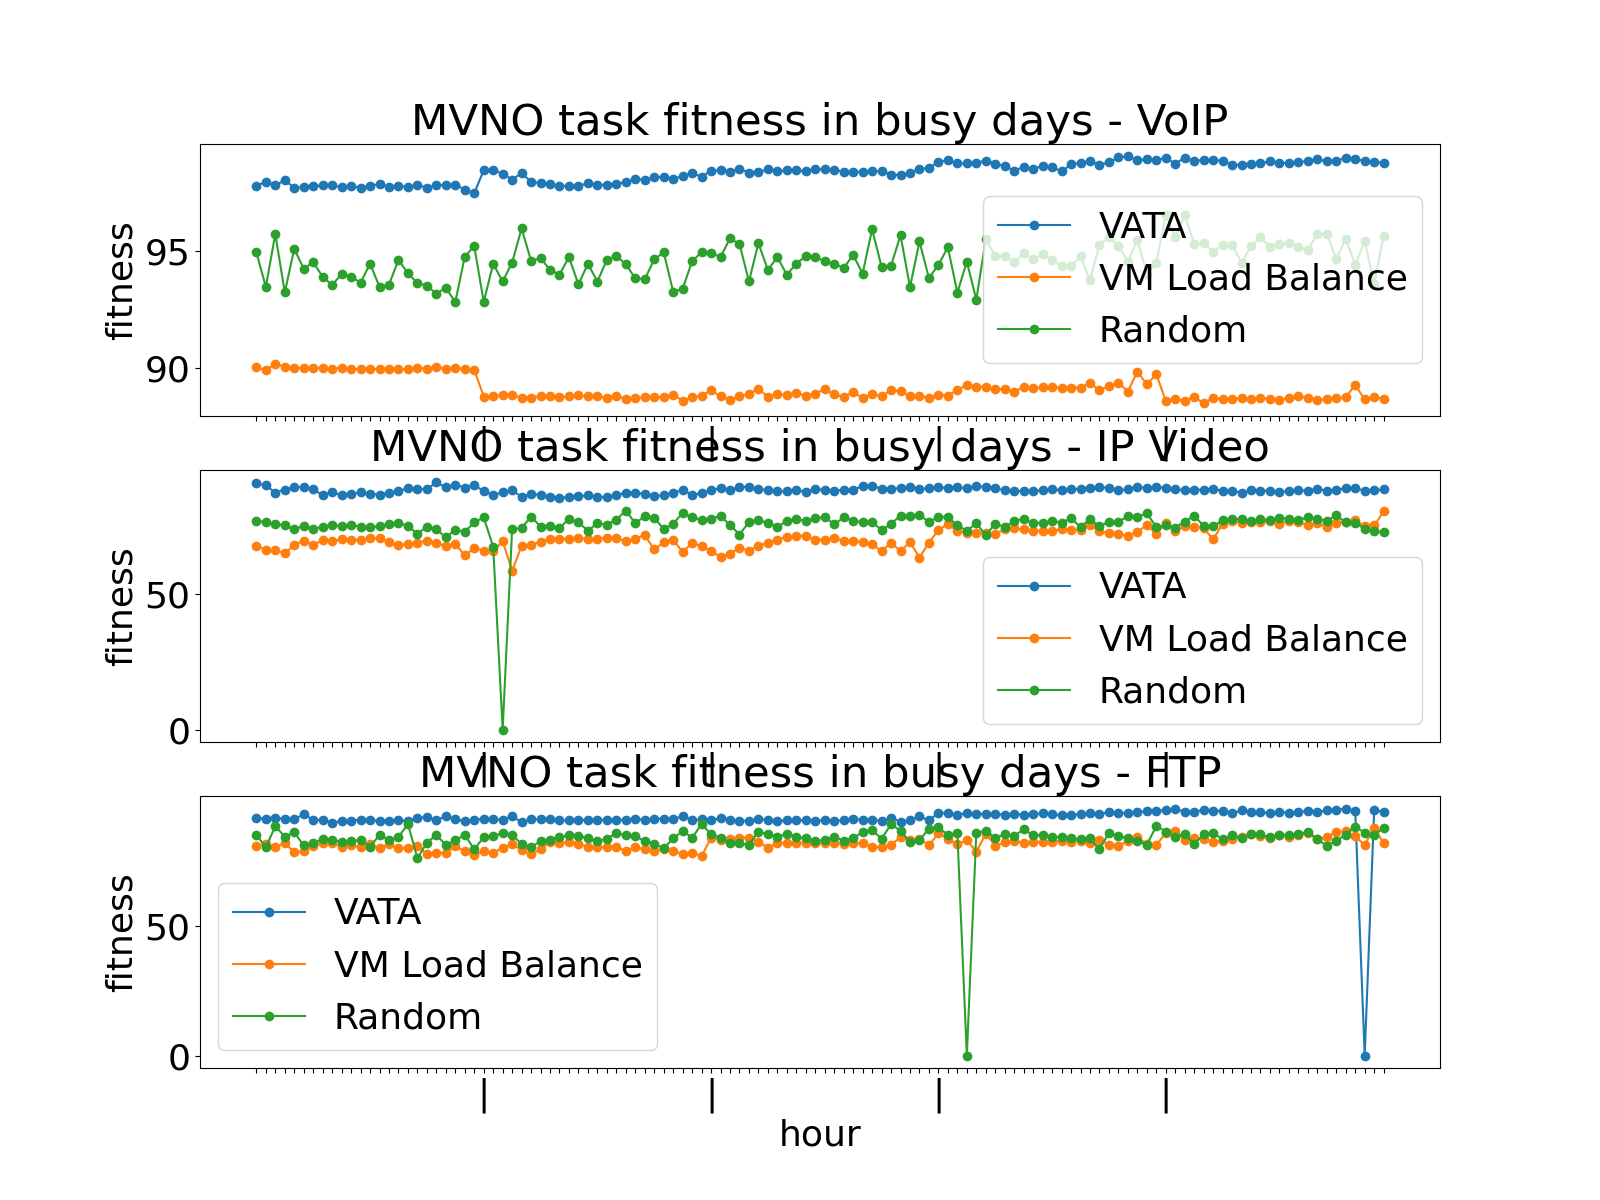 MVNO task fitness in busy days - VoIP
fitness
95
90
VATA
VM Load Balance
Random
MVNO task fitness in busy days - IP Video
fitness
50
0
VATA
VM Load Balance
Random
MVNO task fitness in busy days - FTP
fitness
50
0
VATA
VM Load Balance
Random
hour